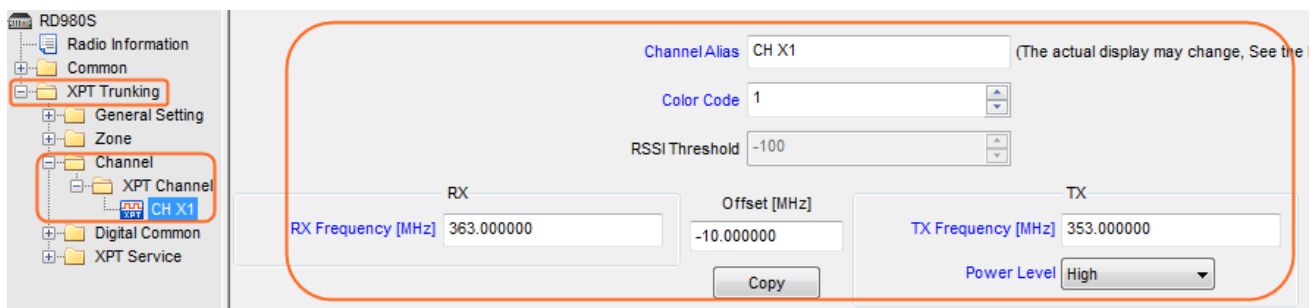 RD980S
Radio Information
Common
XPT Trunking
General Setting
Zone
Channel
XPT Channel
XPT CH X1
Digital Common
XPT Service
Channel Alias CH X1 (The actual display may change, See the
Color Code 1
RSSI Threshold -100
RX
RX Frequency [MHz] 363.000000
Offset [MHz]
-10.000000
Copy
TX
TX Frequency [MHz] 353.000000
Power Level High